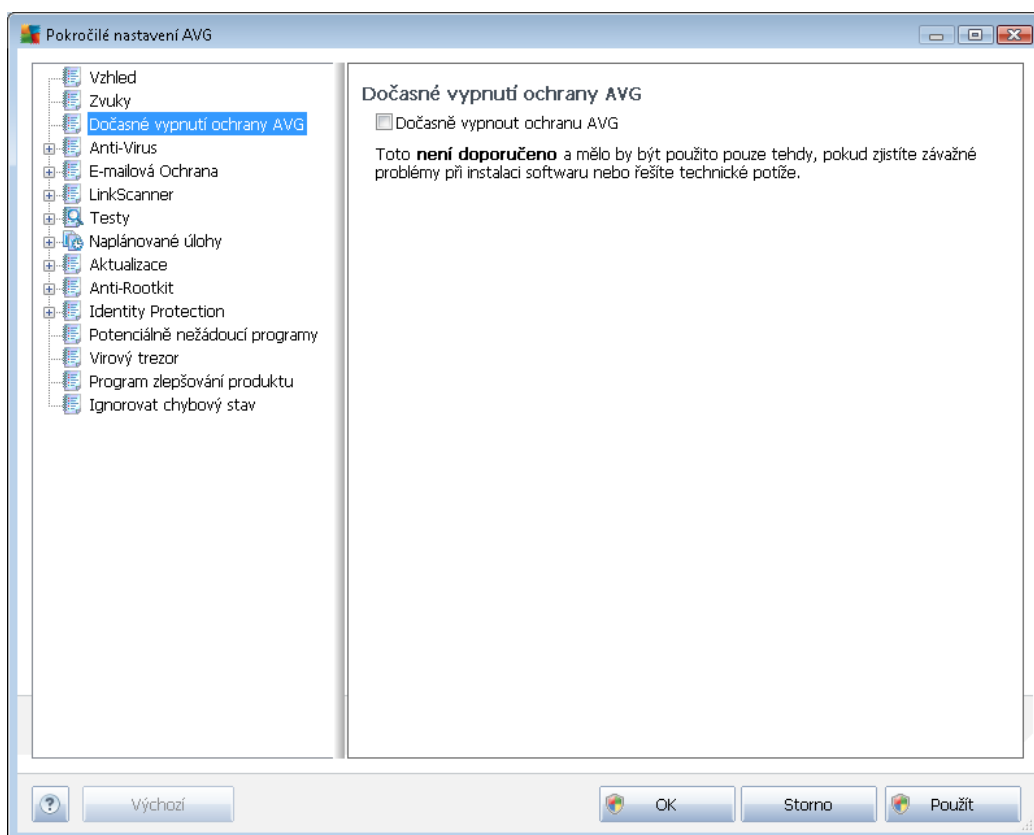 Pokročilé nastavení AVG
Vzhled
Zvuky
Dočasné vypnutí ochrany AVG
Anti-Virus
E-mailová Ochrana
LinkScanner
Testy
Naplánované úlohy
Aktualizace
Anti-Rootkit
Identity Protection
Potenciálně nežádoucí programy
Virový trezor
Program zlepšování produktu
Ignorovat chybový stav
Dočasné vypnutí ochrany AVG
Dočasně vypnout ochranu AVG
Toto není doporučeno a mělo by být použito pouze tehdy, pokud zjistíte závažné
problémy při instalaci softwaru nebo řešíte technické potíže.
?
Výchozí
OK
Storno
Použít